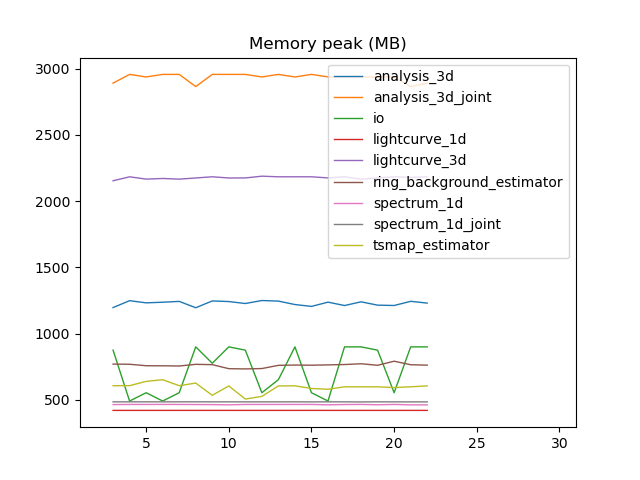 Memory peak (MB)
3000
2500
2000
1500
1000
500
analysis_3d
analysis_3d_joint
io
lightcurve_1d
lightcurve_3d
ring_background_estimator
spectrum_1d
spectrum_1d_joint
tsmap_estimator
5 10 15 20 25 30